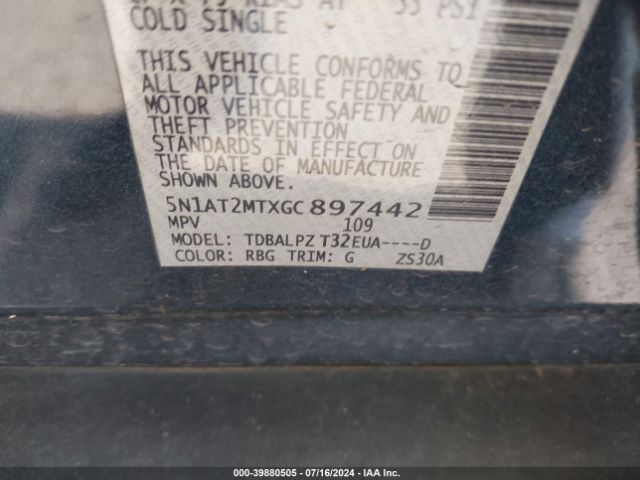 COLD SINGLE
THIS VEHICLE CONFORMS TO
ALL APPLICABLE FEDERAL
MOTOR VEHICLE SAFETY AND
THEFT PREVENTION
STANDARDS IN EFFECT ON
THE DATE OF MANUFACTURE
SHOWN ABOVE.
5N1AT2MTXGC897442
MPV 109
MODEL: TDBALPZ T32EUA----D
COLOR: RBG TRIM: G ZS30A
000-39880505 / 07/16/2024 - IAA Inc.